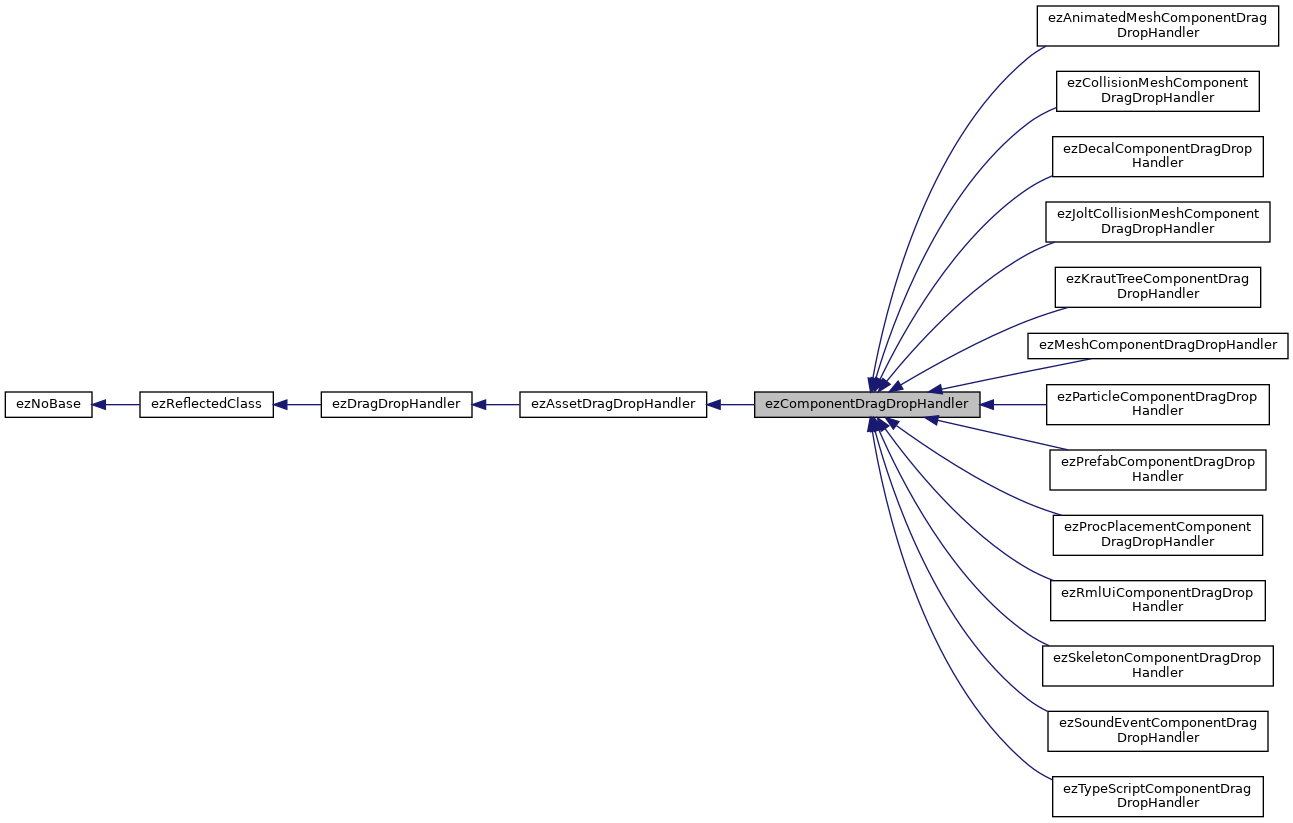 ezAnimatedMeshComponentDrag
DropHandler
ezCollisionMeshComponent
DragDropHandler
ezDecalComponentDragDrop
Handler
ezJoltCollisionMeshComponent
DragDropHandler
ezKrautTreeComponentDrag
DropHandler
ezMeshComponentDragDropHandler
ezNoBase
ezReflectedClass
ezDragDropHandler
ezAssetDragDropHandler
ezComponentDragDropHandler
ezParticleComponentDragDrop
Handler
ezPrefabComponentDragDrop
Handler
ezProcPlacementComponent
DragDropHandler
ezRmlUiComponentDragDrop
Handler
ezSkeletonComponentDragDrop
Handler
ezSoundEventComponentDrag
DropHandler
ezTypeScriptComponentDrag
DropHandler